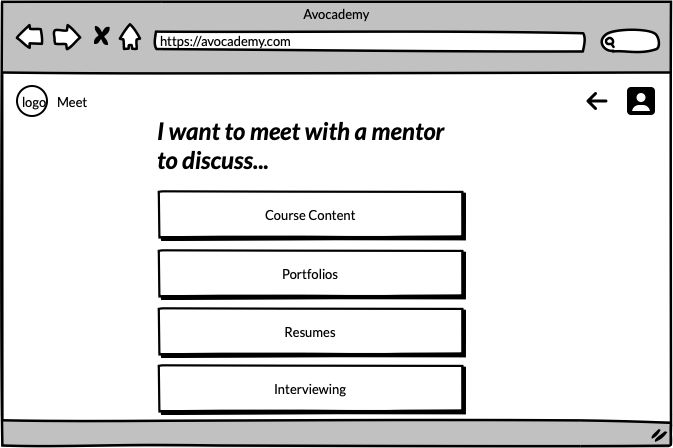 Avocademy
https://avocademy.com
logo Meet
I want to meet with a mentor
to discuss...
Course Content
Portfolios
Resumes
Interviewing